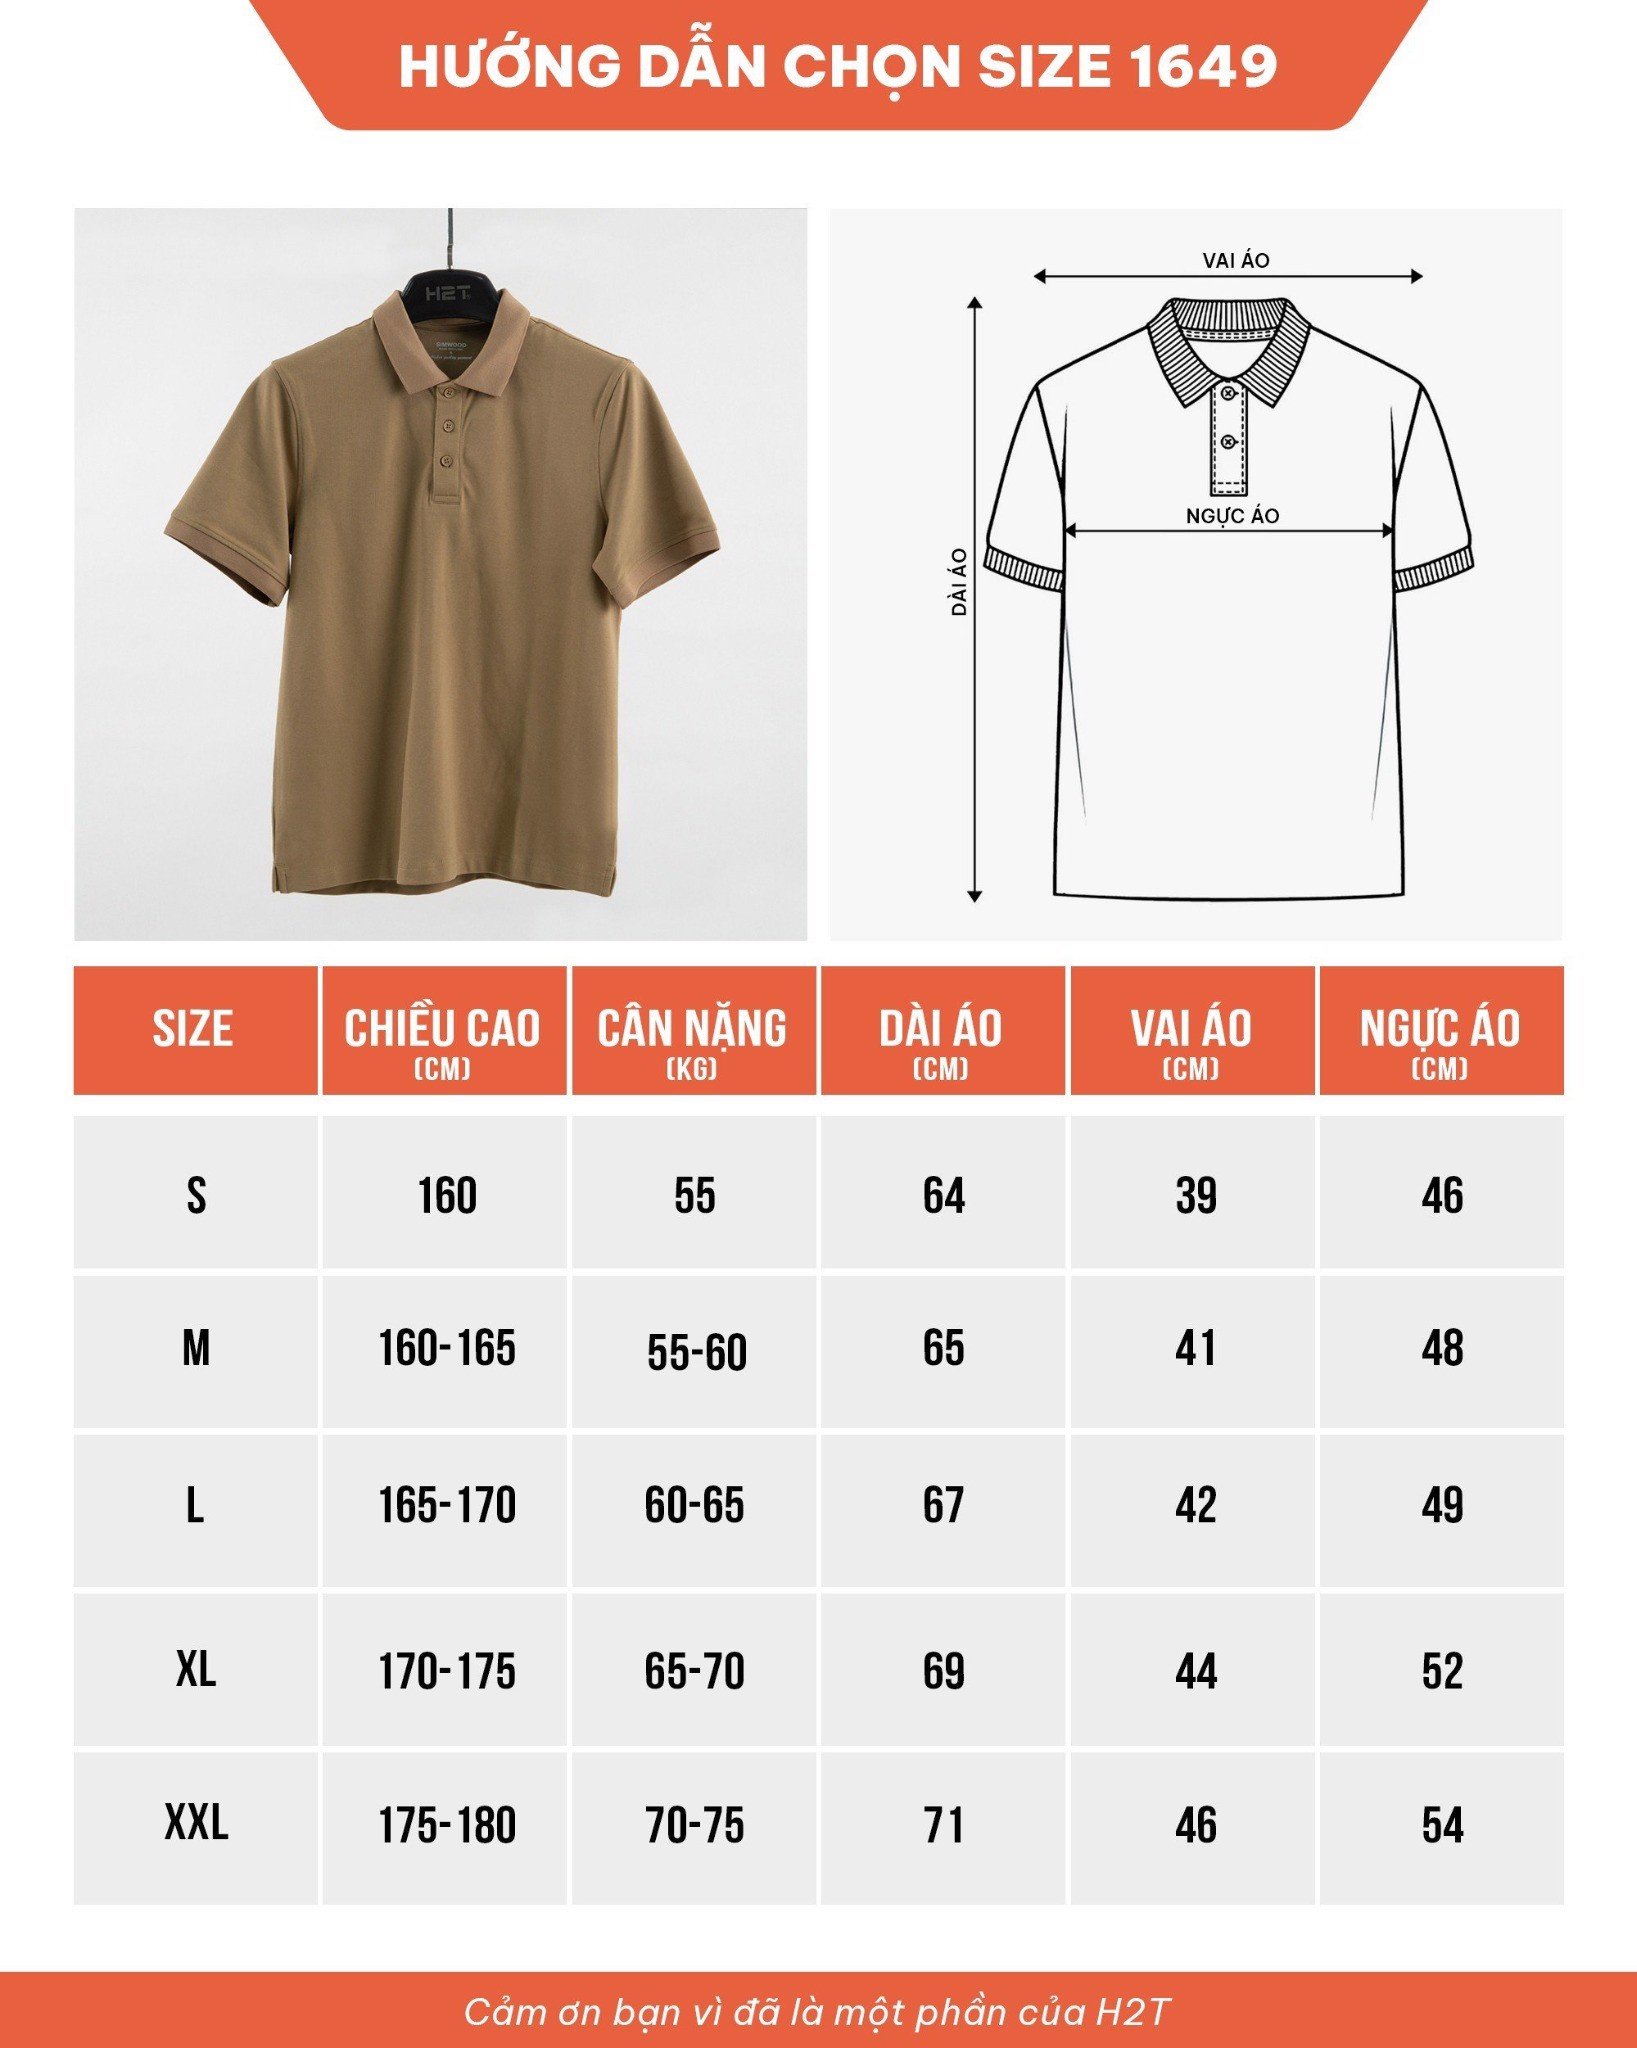 HƯỚNG DẪN CHỌN SIZE 1649
H2T
SIMWOOD
VAI ÁO
NGỰC ÁO
DÀI ÁO
SIZE CHIỀU CAO (CM) CÂN NẶNG (KG) DÀI ÁO (CM) VAI ÁO (CM) NGỰC ÁO (CM)
S 160 55 64 39 46
M 160-165 55-60 65 41 48
L 165-170 60-65 67 42 49
XL 170-175 65-70 69 44 52
XXL 175-180 70-75 71 46 54
Cảm ơn bạn vì đã là một phần của H2T